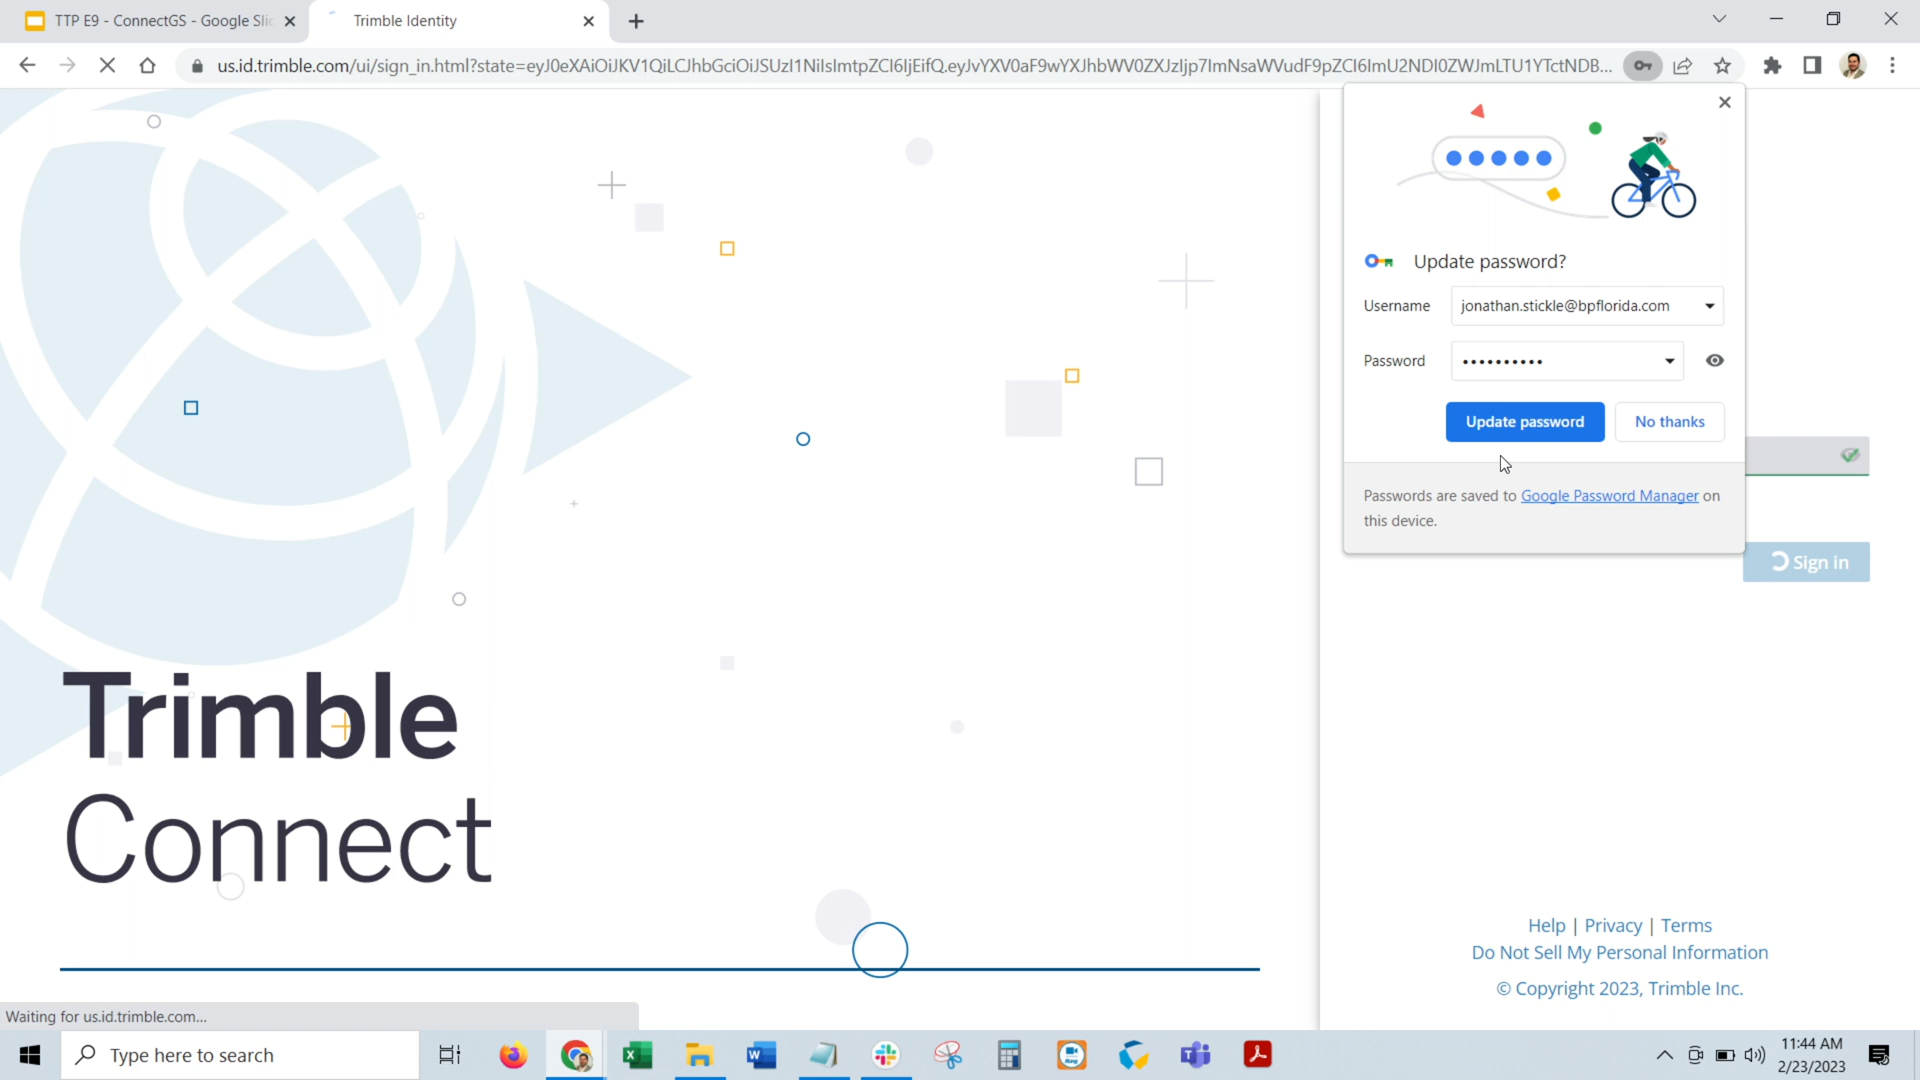 TTP E9 - ConnectGS - Google Slic
Trimble Identity
us.id.trimble.com/ui/sign_in.html?state=eyJ0eXAiOiJKV1QiLCJhbGciOiJSUzI1NiIsImtpZCI6IjEifQ.eyJvYXV0aF9wYXJhbWV0ZXJzIjp7ImNsaWVudF9pZCI6ImU2NDI0ZWJmLTU1YTctNDB...
Update password?
Username
jonathan.stickle@bpflorida.com
Password
••••••••••
Update password
No thanks
Passwords are saved to Google Password Manager on
this device.
Sign in
Trimble
Connect
Help | Privacy | Terms
Do Not Sell My Personal Information
© Copyright 2023, Trimble Inc.
Waiting for us.id.trimble.com...
Type here to search
11:44 AM
2/23/2023